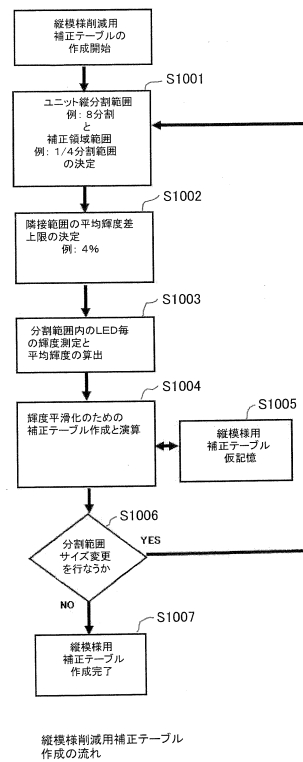 縦模様削減用
補正テーブルの
作成開始
S1001
ユニット縦分割範囲
例:8分割
と
補正領域範囲
例:1/4分割範囲
の決定
S1002
隣接範囲の平均輝度差
上限の決定
例:4%
S1003
分割範囲内のLED毎
の輝度測定と
平均輝度の算出
S1004
輝度平滑化のための
補正テーブル作成と演算
S1005
縦模様用
補正テーブル
仮記憶
S1006
分割範囲
サイズ変更
を行なうか
YES
NO
S1007
縦模様用
補正テーブル
作成完了
縦模様削減用補正テーブル
作成の流れ